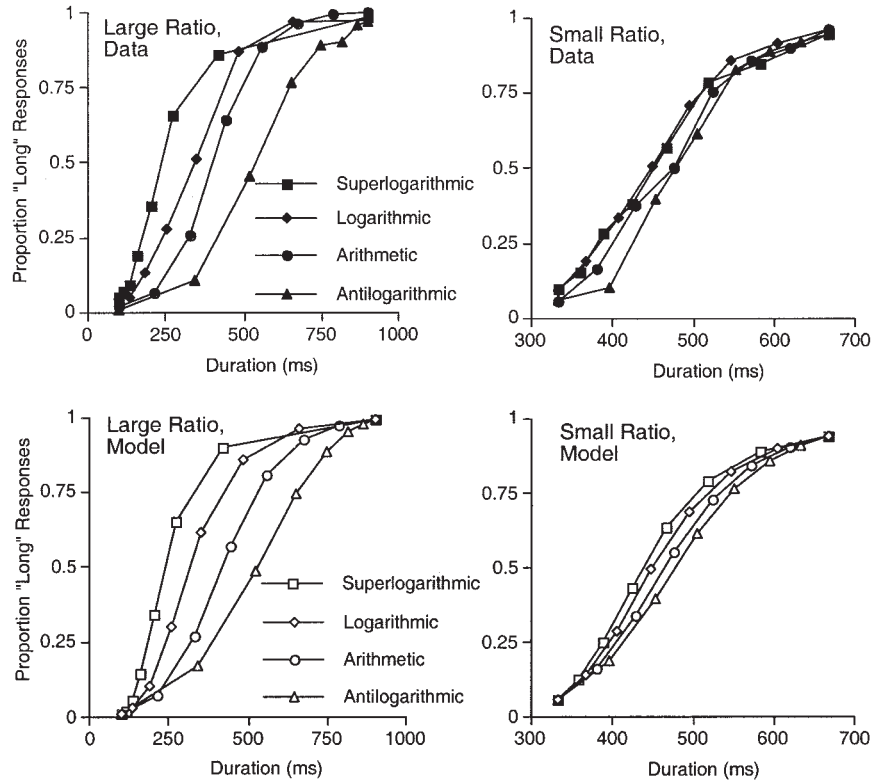 Large Ratio,
Data
Proportion "Long" Responses
1
0.75
0.5
0.25
0
Superlogarithmic
Logarithmic
Arithmetic
Antilogarithmic
0 250 500 750 1000
Duration (ms)
Small Ratio,
Data
1
0.75
0.5
0.25
0
300 400 500 600 700
Duration (ms)
Large Ratio,
Model
Proportion "Long" Responses
1
0.75
0.5
0.25
0
Superlogarithmic
Logarithmic
Arithmetic
Antilogarithmic
0 250 500 750 1000
Duration (ms)
Small Ratio,
Model
1
0.75
0.5
0.25
0
300 400 500 600 700
Duration (ms)